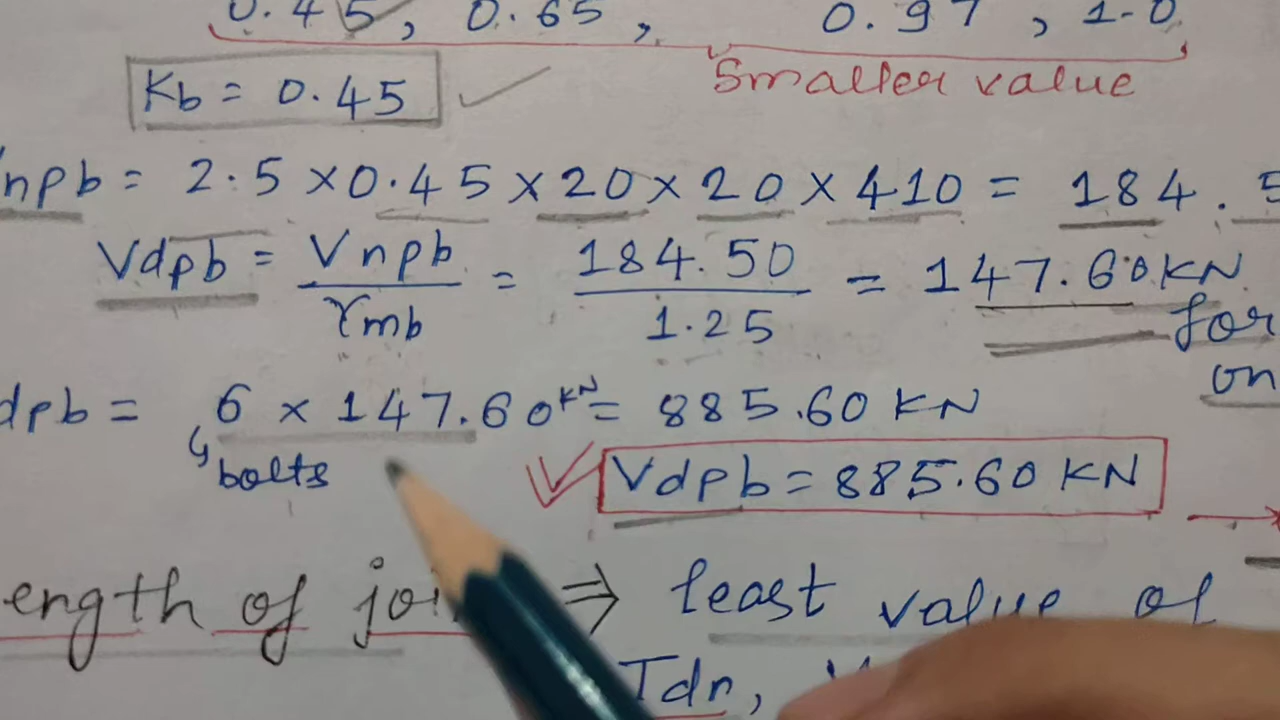 0.45, 0.65, 0.97, 1.0
Kb = 0.45
Smaller value
npb = 2.5 × 0.45 × 20 × 20 × 410 = 184.5
Vdpb = Vnpb / γmb = 184.50 / 1.25 = 147.60 KN
for
on
dpb = 6 × 147.60 KN = 885.60 KN
bolts
Vdpb = 885.60 KN
ength of joi ⇒ least value of
Tdn,